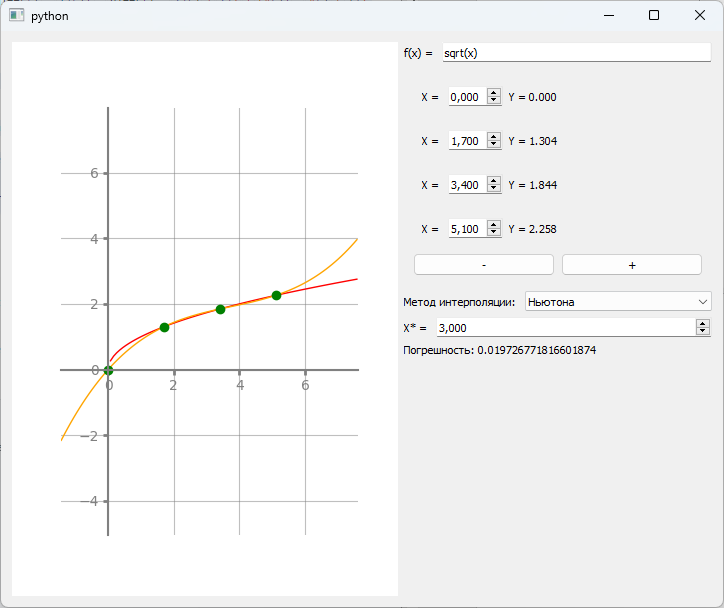 python
f(x) = sqrt(x)
X = 0,000 Y = 0.000
X = 1,700 Y = 1.304
X = 3,400 Y = 1.844
X = 5,100 Y = 2.258
- +
Метод интерполяции: Ньютона
X* = 3,000
Погрешность: 0.019726771816601874
6
4
2
0
0 2 4 6
−2
−4